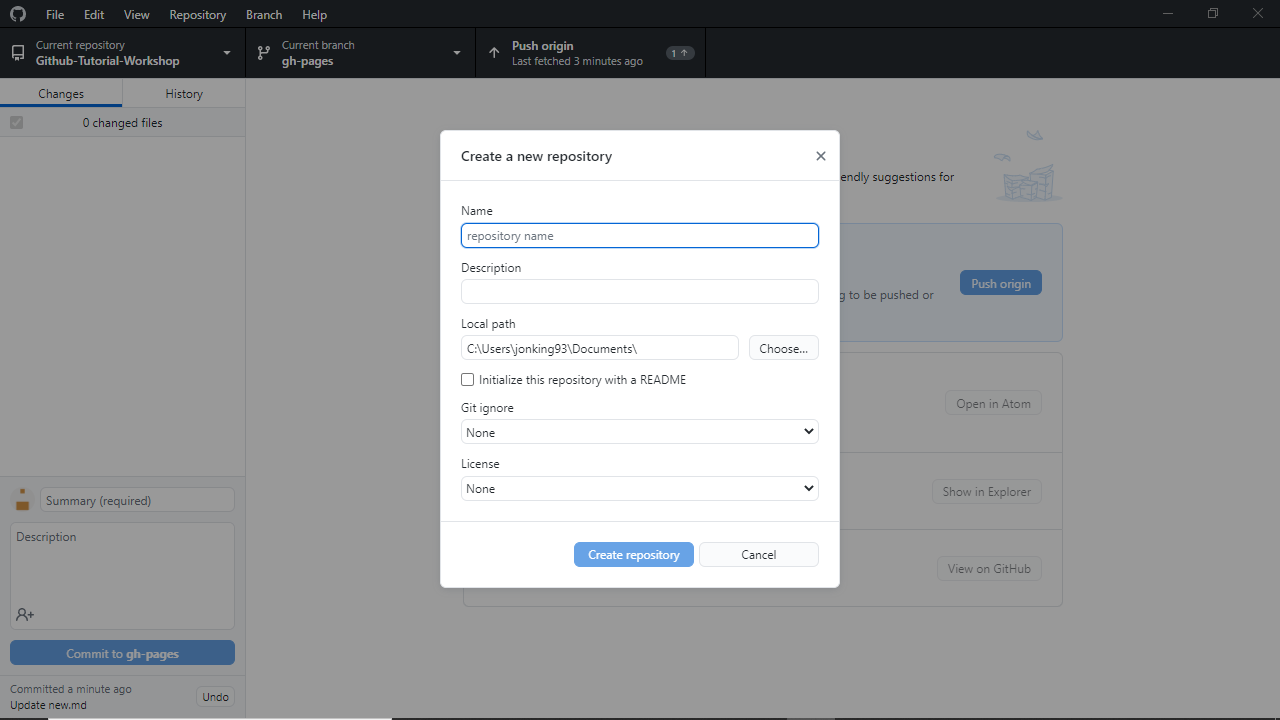 File Edit View Repository Branch Help
Current repository
Github-Tutorial-Workshop
Current branch
gh-pages
Push origin
Last fetched 3 minutes ago
1
Changes History
0 changed files
Create a new repository
endly suggestions for
Name
repository name
Description
Push origin
g to be pushed or
Local path
C:\Users\jonking93\Documents\
Choose...
Initialize this repository with a README
Git ignore
None
Open in Atom
License
None
Show in Explorer
Create repository Cancel
View on GitHub
Summary (required)
Description
Commit to gh-pages
Committed a minute ago
Update new.md
Undo